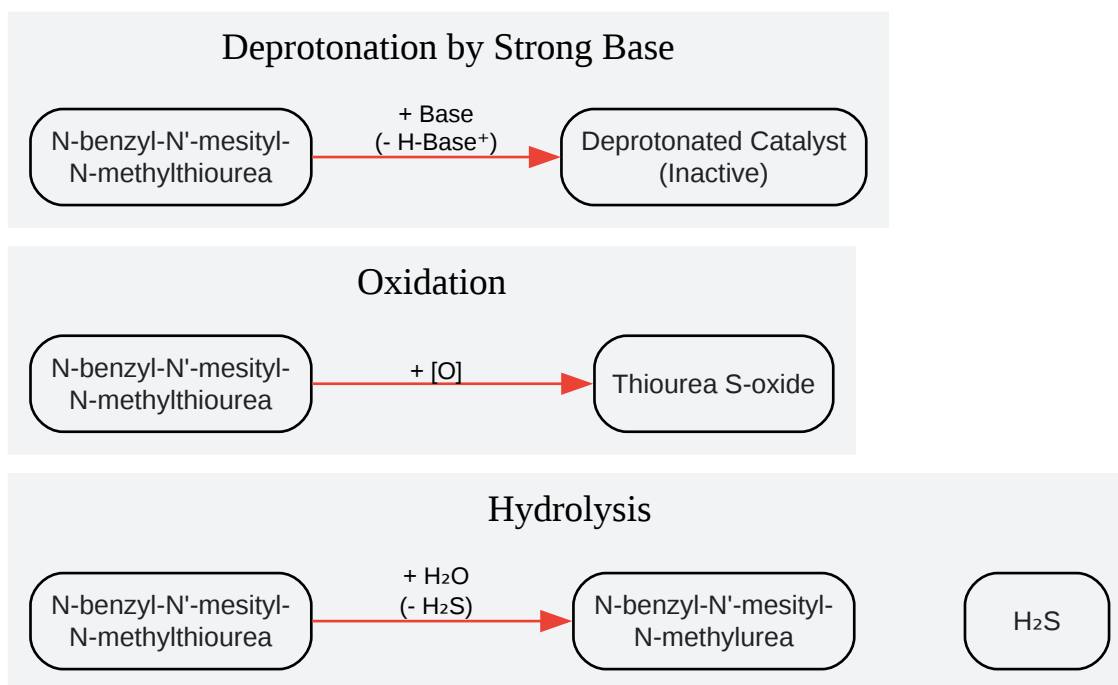 Deprotonation by Strong Base
N-benzyl-N'-mesityl-
N-methylthiourea
+ Base
(- H-Base⁺)
Deprotonated Catalyst
(Inactive)
Oxidation
N-benzyl-N'-mesityl-
N-methylthiourea
+ [O]
Thiourea S-oxide
Hydrolysis
N-benzyl-N'-mesityl-
N-methylthiourea
+ H₂O
(- H₂S)
N-benzyl-N'-mesityl-
N-methylurea
H₂S